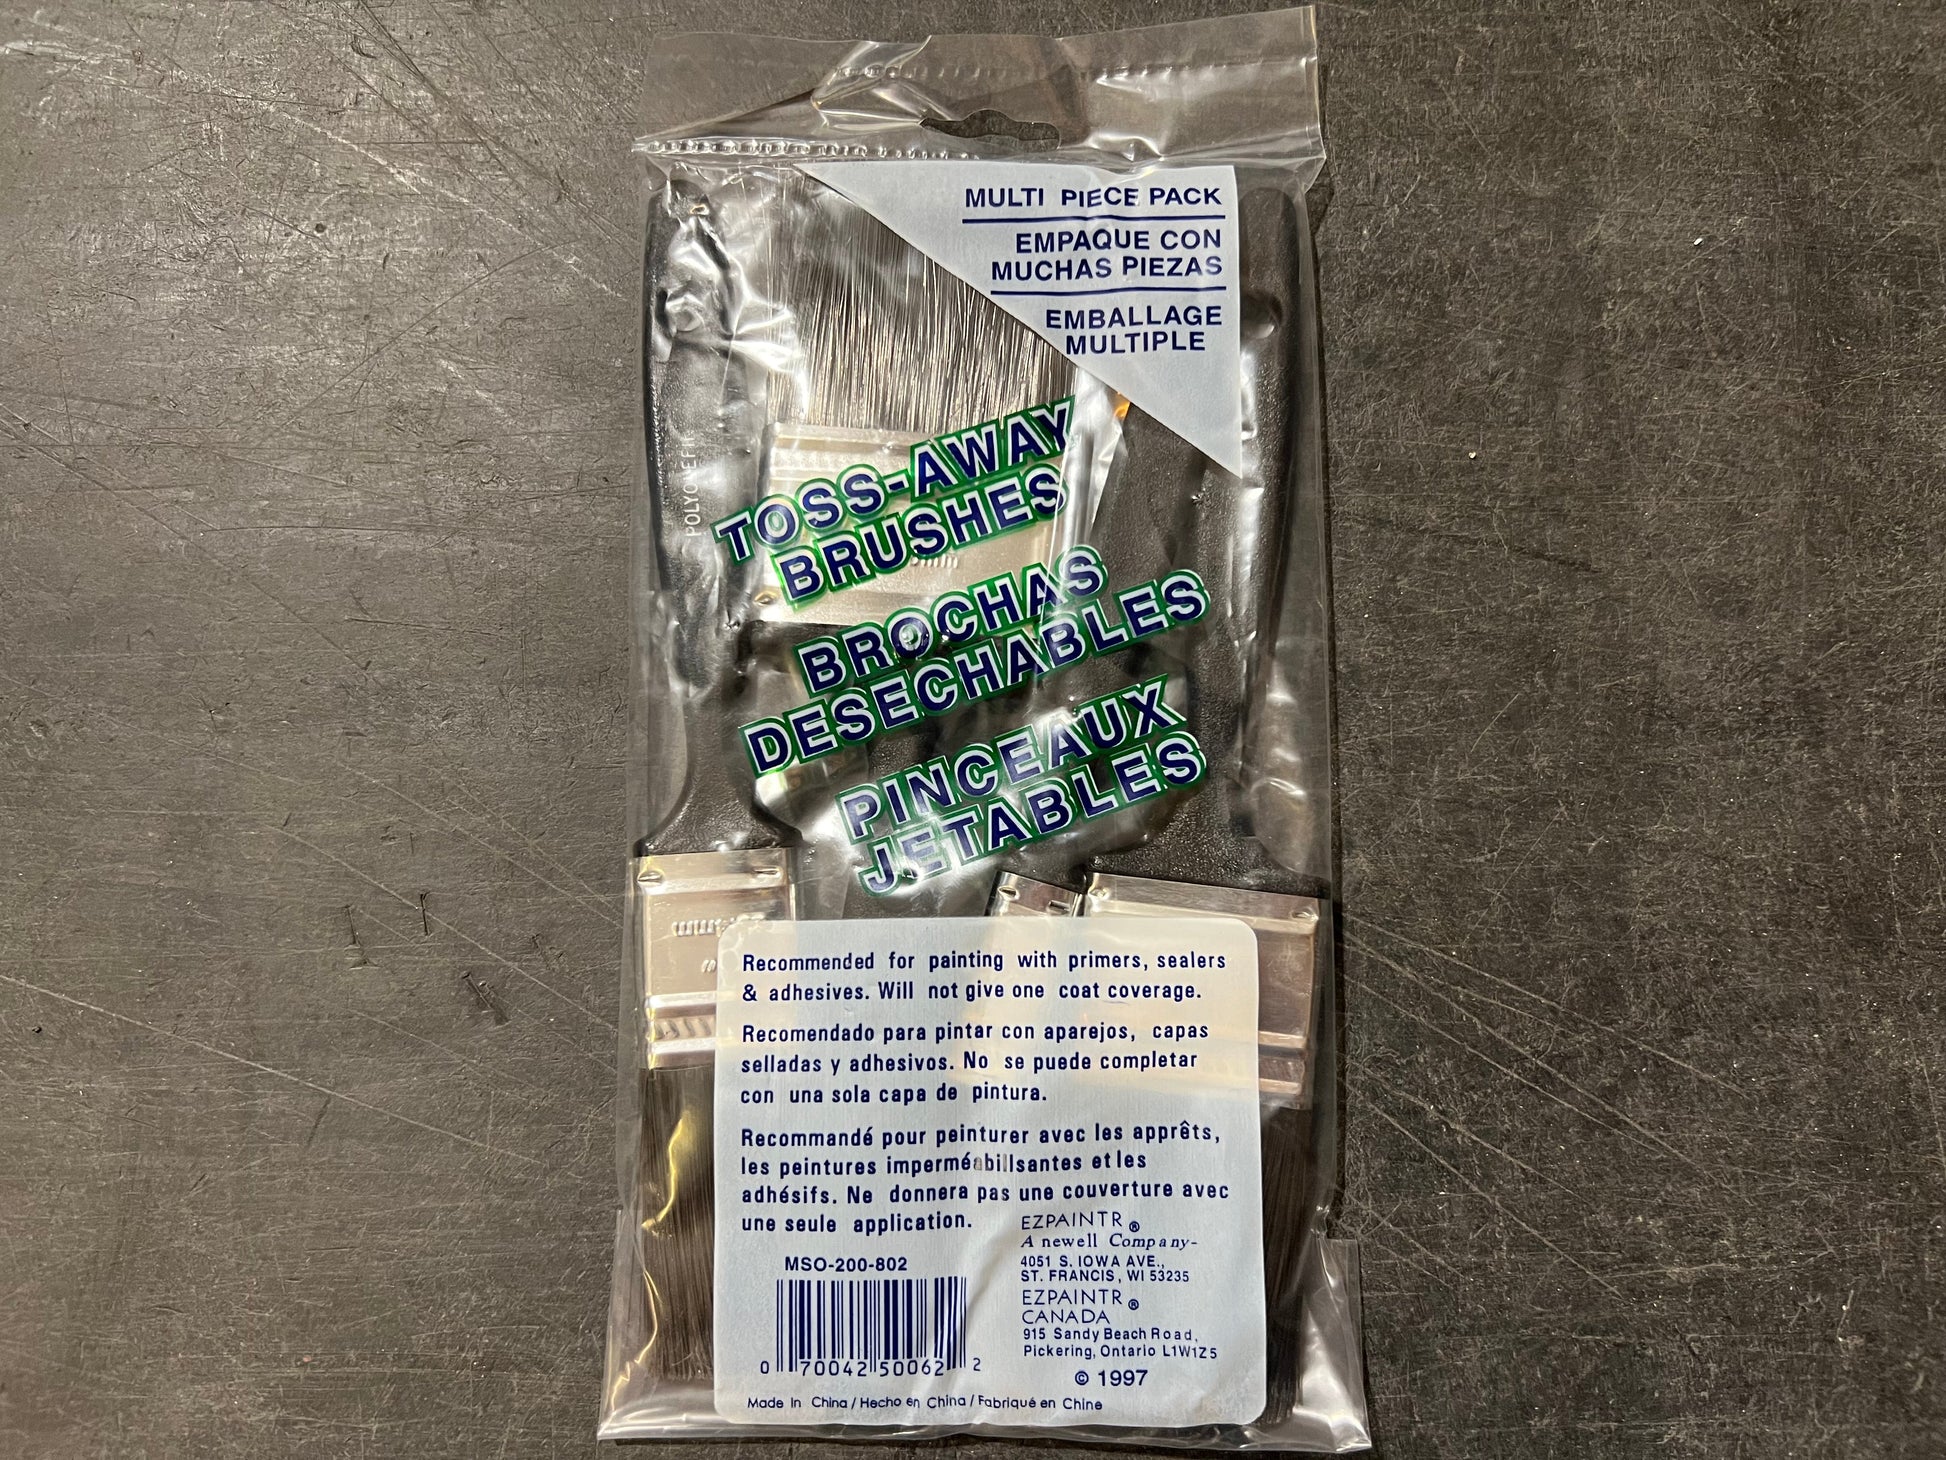 MULTI PIECE PACK
EMPAQUE CON
MUCHAS PIEZAS
EMBALLAGE
MULTIPLE
TOSS-AWAY
BRUSHES
BROCHAS
DESECHABLES
PINCEAUX
JETABLES
Recommended for painting with primers, sealers
& adhesives. Will not give one coat coverage.
Recomendado para pintar con aparejos, capas
selladas y adhesivos. No se puede completar
con una sola capa de pintura.
Recommandé pour peinturer avec les apprêts,
les peintures imperméabillsantes et les
adhésifs. Ne donnera pas une couverture avec
une seule application.
MSO-200-802
0 70042 50062 2
EZPAINTR®
A newell Company-
4051 S. IOWA AVE.,
ST. FRANCIS, WI 53235
EZPAINTR®
CANADA
915 Sandy Beach Road,
Pickering, Ontario L1W1Z5
© 1997
Made In China / Hecho en China / Fabriqué en Chine